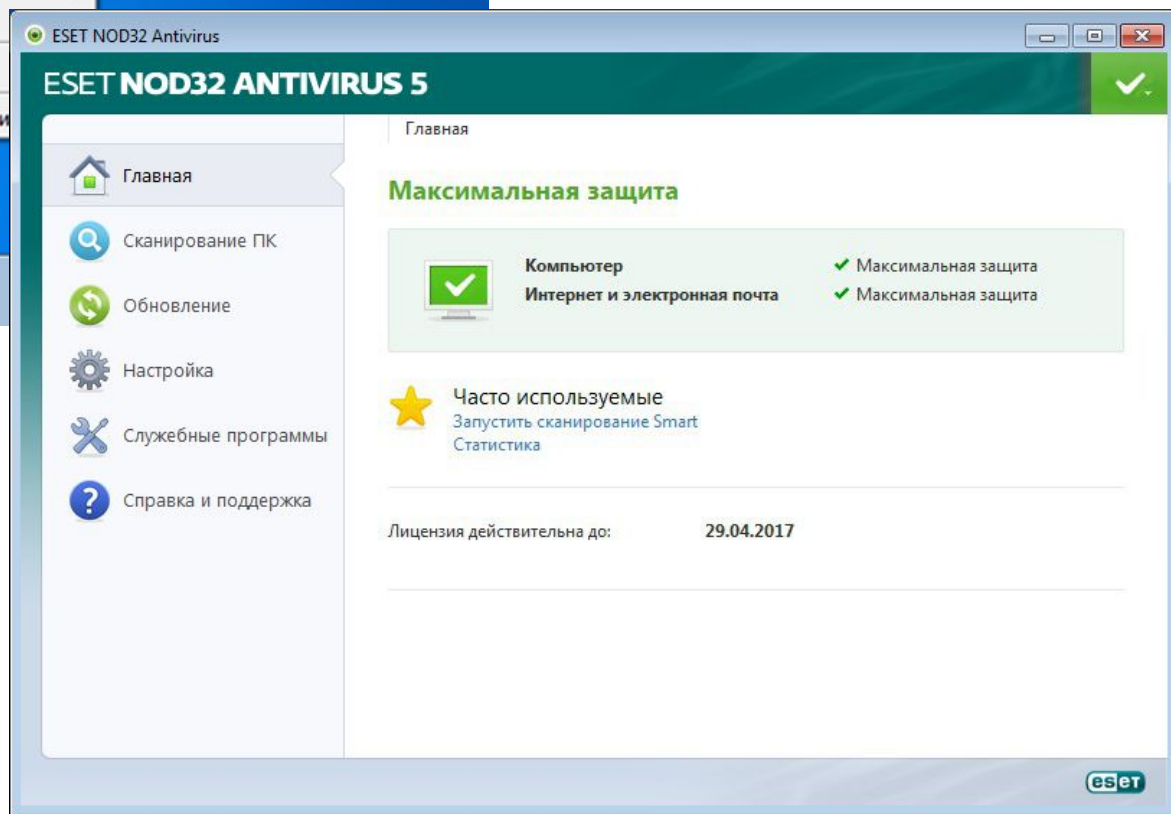 ESET NOD32 Antivirus
ESET NOD32 ANTIVIRUS 5
Главная
Главная
Сканирование ПК
Обновление
Настройка
Служебные программы
Справка и поддержка
Максимальная защита
Компьютер ✔ Максимальная защита
Интернет и электронная почта ✔ Максимальная защита
Часто используемые
Запустить сканирование Smart
Статистика
Лицензия действительна до: 29.04.2017
eset